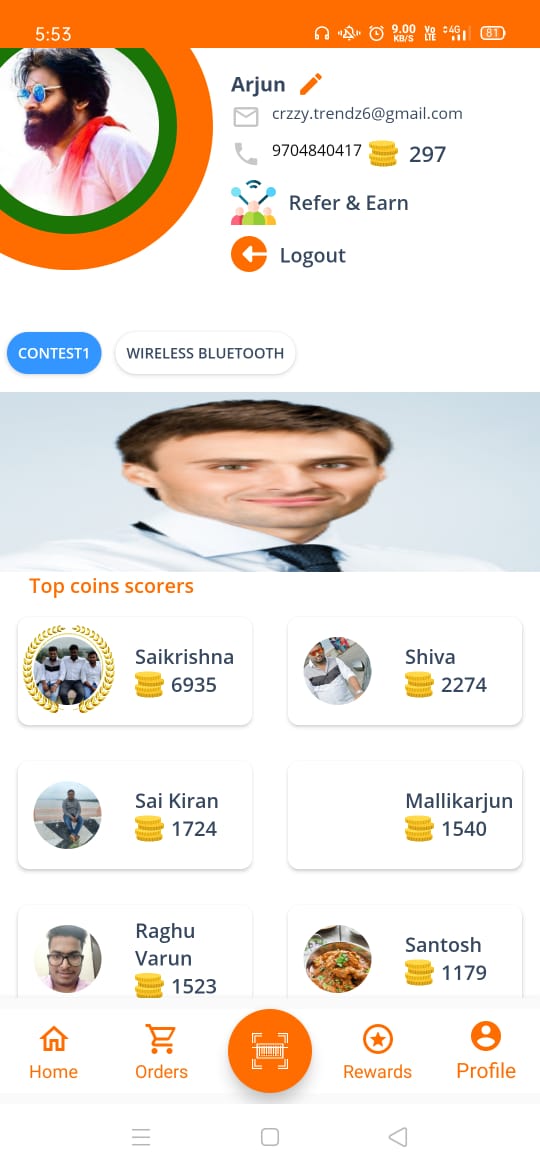 5:53
9.00
KB/S
Vo
LTE
4G
81
Arjun
crzzy.trendz6@gmail.com
9704840417 297
Refer & Earn
Logout
CONTEST1 WIRELESS BLUETOOTH
Top coins scorers
Saikrishna
6935
Shiva
2274
Sai Kiran
1724
Mallikarjun
1540
Raghu
Varun
1523
Santosh
1179
Home Orders Rewards Profile